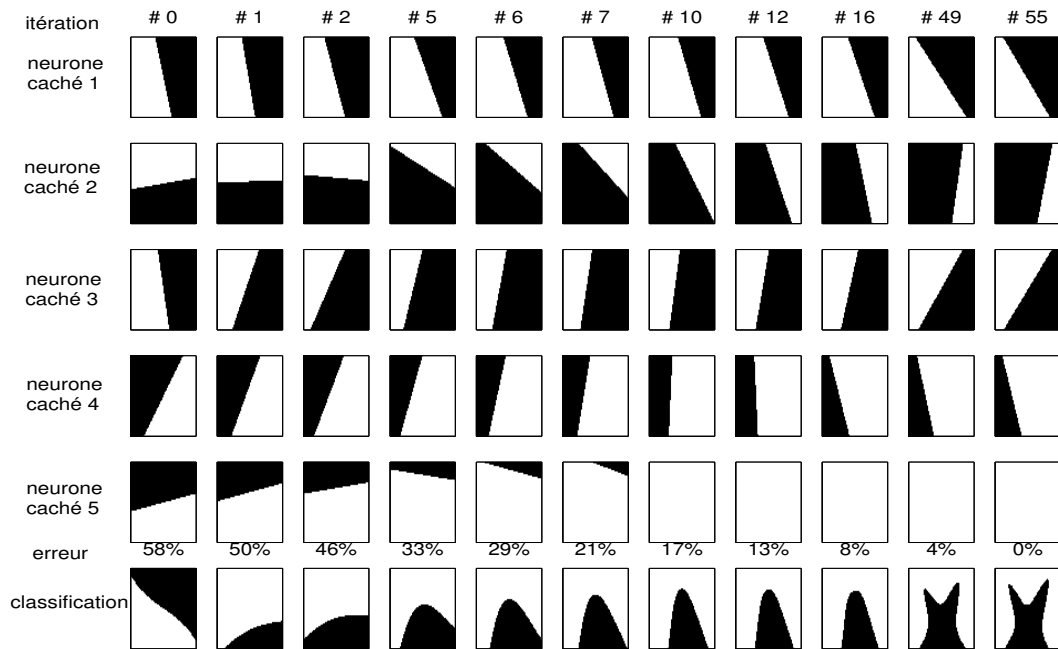 itération # 0 # 1 # 2 # 5 # 6 # 7 # 10 # 12 # 16 # 49 # 55
neurone
caché 1
neurone
caché 2
neurone
caché 3
neurone
caché 4
neurone
caché 5
erreur 58% 50% 46% 33% 29% 21% 17% 13% 8% 4% 0%
classification